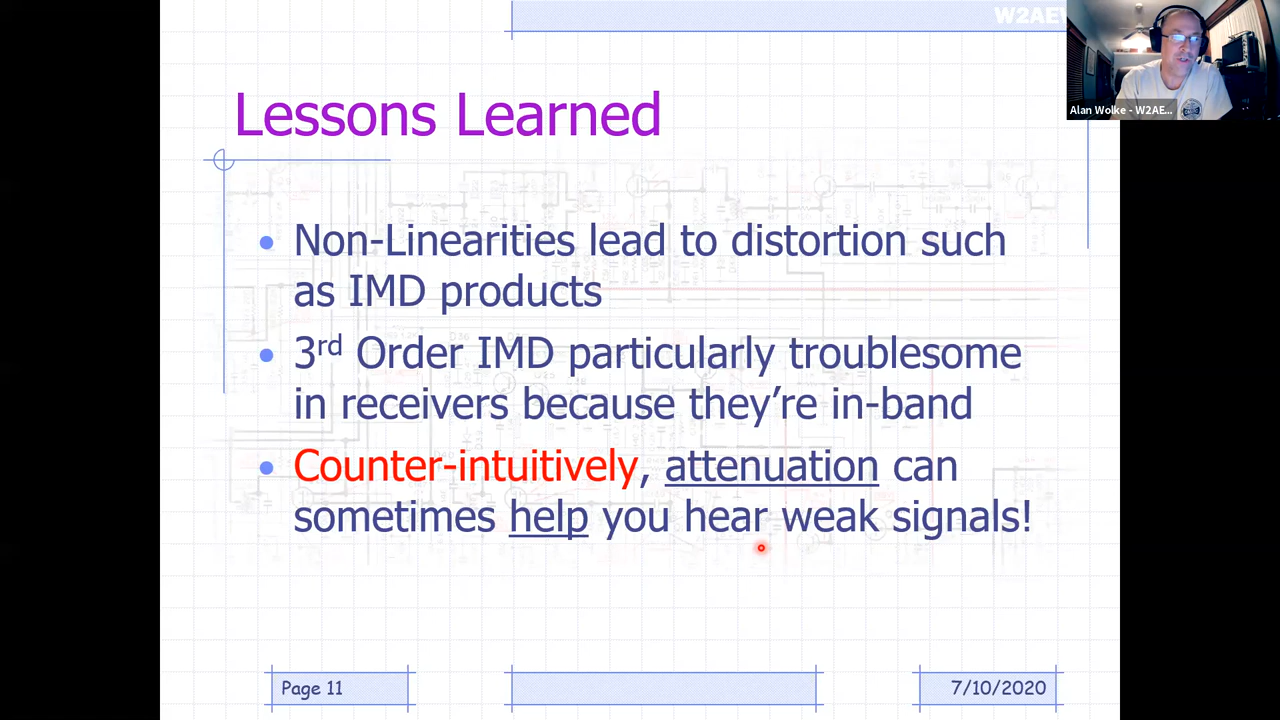 W2AE
Alan Wolke - W2AE...
Lessons Learned
Non-Linearities lead to distortion such
as IMD products
3rd Order IMD particularly troublesome
in receivers because they're in-band
Counter-intuitively, attenuation can
sometimes help you hear weak signals!
Page 11
7/10/2020